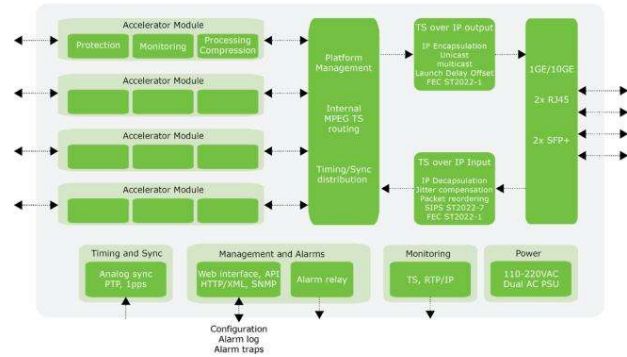 Accelerator Module
Protection
Monitoring
Processing
Compression
Accelerator Module
Accelerator Module
Accelerator Module
Platform
Management
Internal
MPEG TS
routing
Timing/Sync
distribution
TS over IP output
IP Encapsulation
Unicast
multicast
Launch Delay Offset
FEC ST2022-1
TS over IP Input
IP Decapsulation
Jitter compensation
Packet reordering
SIPS ST2022-7
FEC ST2022-1
1GE/10GE
2x RJ45
2x SFP+
Timing and Sync
Analog sync
PTP, 1pps
Management and Alarms
Web interface, API
HTTP/XML, SNMP
Alarm relay
Configuration
Alarm log
Alarm traps
Monitoring
TS, RTP/IP
Power
110-220VAC
Dual AC PSU